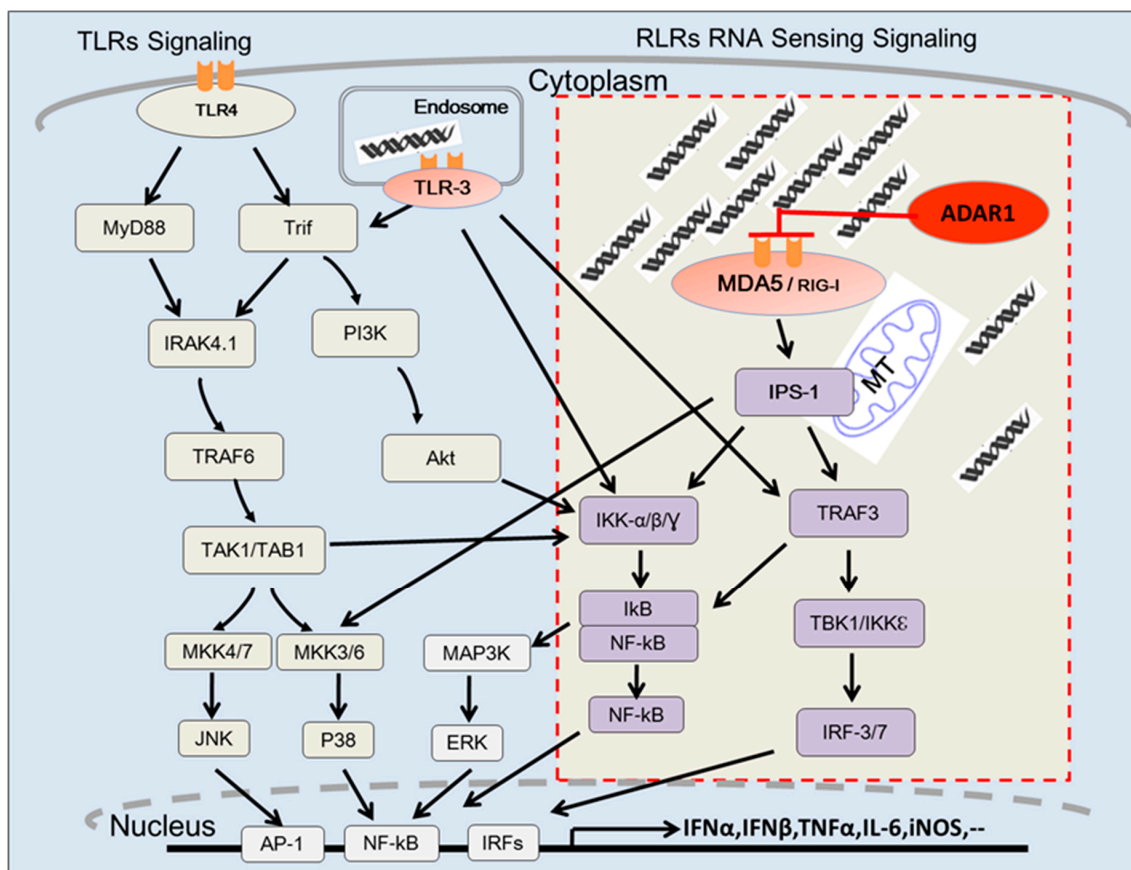 TLRs Signaling
RLRs RNA Sensing Signaling
Cytoplasm
TLR4
Endosome
TLR-3
ADAR1
MyD88
Trif
MDA5 / RIG-I
IRAK4.1
PI3K
MT
IPS-1
TRAF6
Akt
IKK-α/β/Ɣ
TRAF3
TAK1/TAB1
IkB
NF-kB
TBK1/IKKε
MKK4/7
MKK3/6
MAP3K
NF-kB
JNK
P38
ERK
IRF-3/7
Nucleus
AP-1
NF-kB
IRFs
IFNα,IFNβ,TNFα,IL-6,iNOS,--